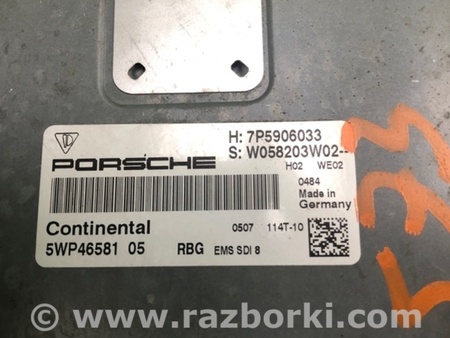 H: 7P5906033
PORSCHE
S: W058203W02--
H02 WE02
0484
Made in
Germany
Continental
0507 114T-10
5WP46581 05 RBG EMS SDI 8
© www.razborki.com